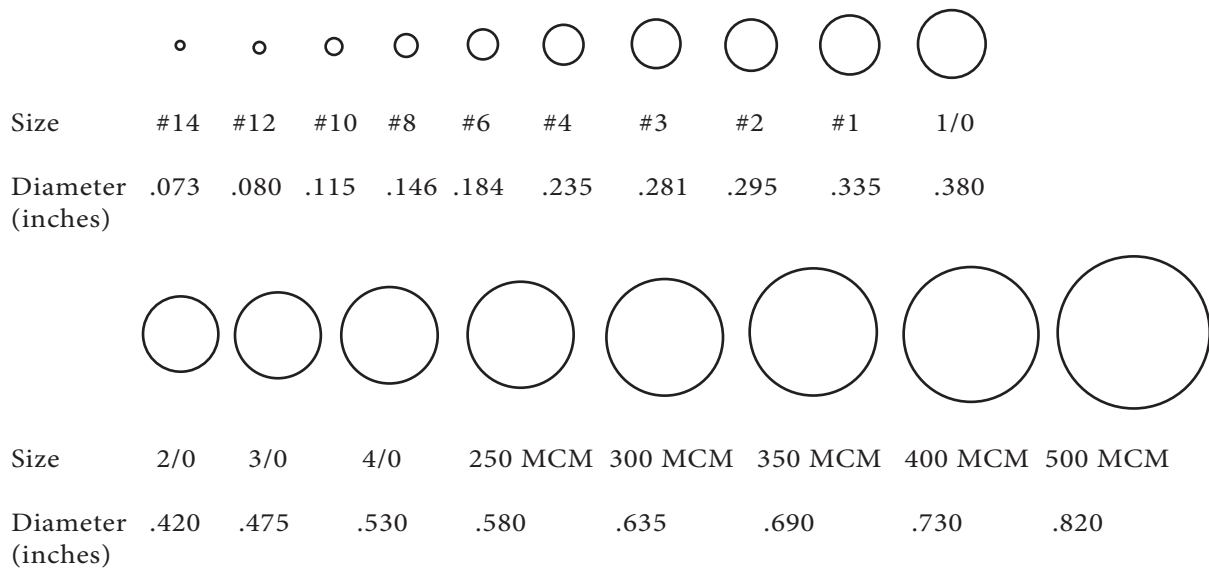 Size #14 #12 #10 #8 #6 #4 #3 #2 #1 1/0
Diameter .073 .080 .115 .146 .184 .235 .281 .295 .335 .380
(inches)
Size 2/0 3/0 4/0 250 MCM 300 MCM 350 MCM 400 MCM 500 MCM
Diameter .420 .475 .530 .580 .635 .690 .730 .820
(inches)